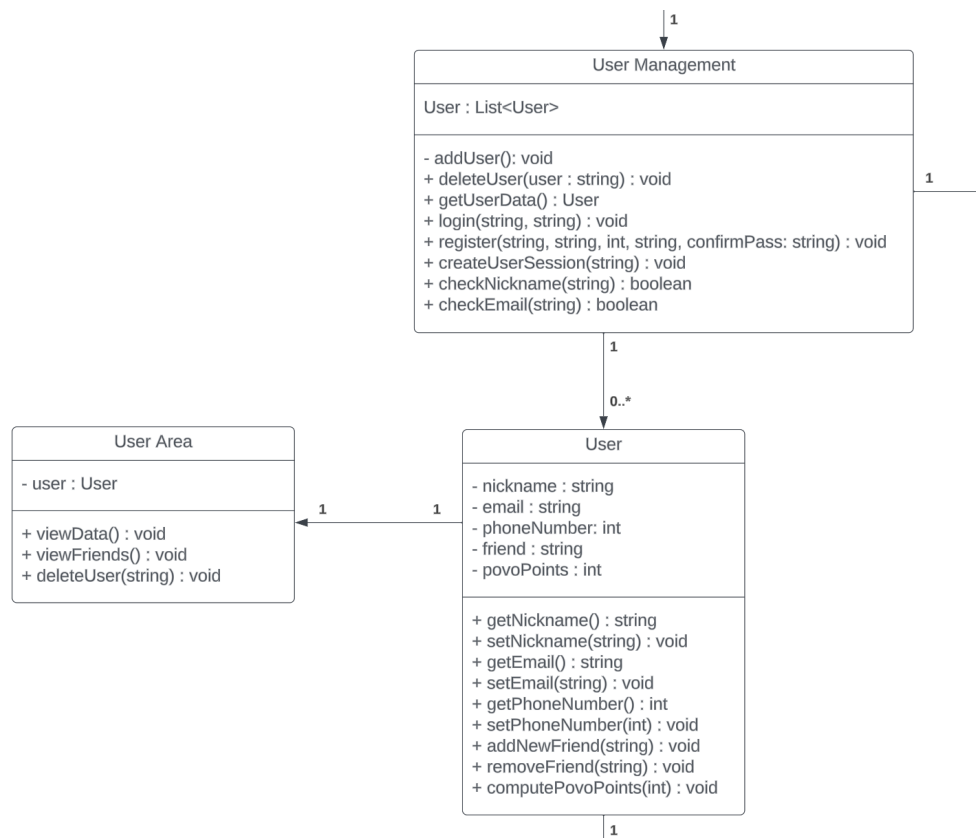 1
User Management
User : List<User>
- addUser(): void
+ deleteUser(user : string) : void
+ getUserData() : User
+ login(string, string) : void
+ register(string, string, int, string, confirmPass: string) : void
+ createUserSession(string) : void
+ checkNickname(string) : boolean
+ checkEmail(string) : boolean
1
1
0..*
User Area
- user : User
+ viewData() : void
+ viewFriends() : void
+ deleteUser(string) : void
1
1
User
- nickname : string
- email : string
- phoneNumber: int
- friend : string
- povoPoints : int
+ getNickname() : string
+ setNickname(string) : void
+ getEmail() : string
+ setEmail(string) : void
+ getPhoneNumber() : int
+ setPhoneNumber(int) : void
+ addNewFriend(string) : void
+ removeFriend(string) : void
+ computePovoPoints(int) : void
1